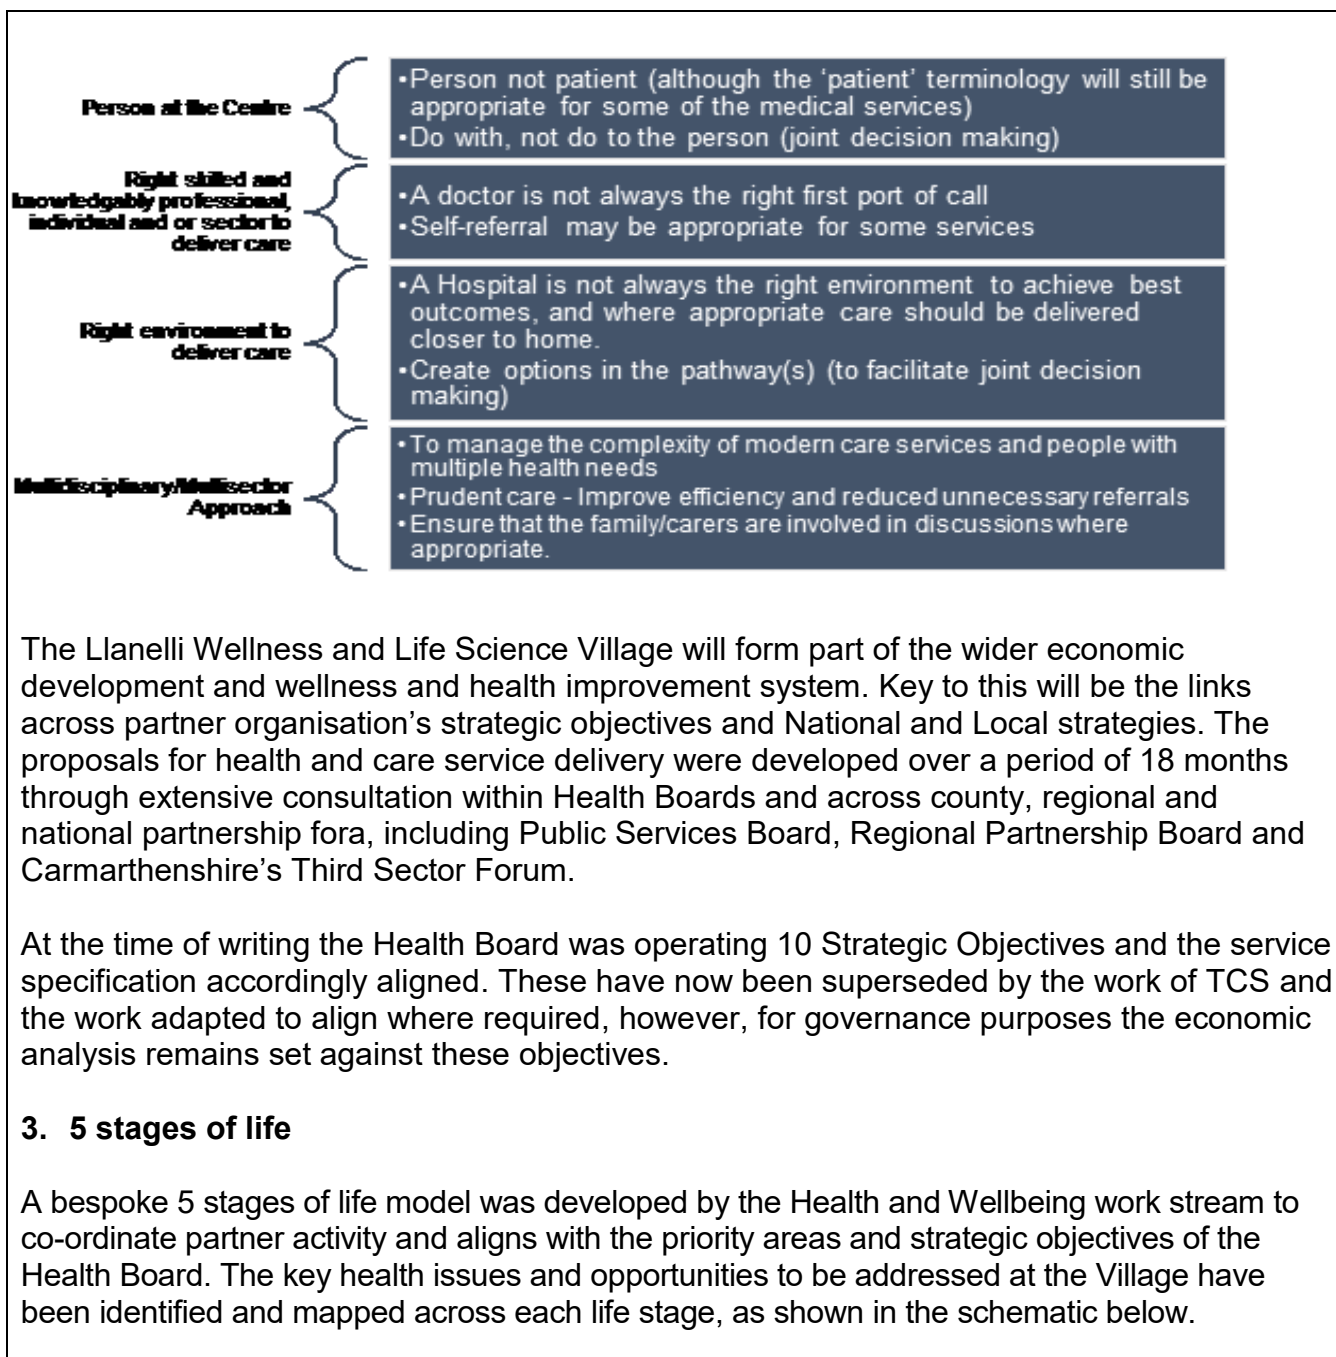 Person at the Centre
•Person not patient (although the ‘patient’ terminology will still be
appropriate for some of the medical services)
•Do with, not do to the person (joint decision making)
Right skilled and
knowledgably professional,
individual and or sector to
deliver care
•A doctor is not always the right first port of call
•Self-referral may be appropriate for some services
Right environment to
deliver care
•A Hospital is not always the right environment to achieve best
outcomes, and where appropriate care should be delivered
closer to home.
•Create options in the pathway(s) (to facilitate joint decision
making)
Multidisciplinary/Multisector
Approach
•To manage the complexity of modern care services and people with
multiple health needs
•Prudent care - Improve efficiency and reduced unnecessary referrals
•Ensure that the family/carers are involved in discussions where
appropriate.
The Llanelli Wellness and Life Science Village will form part of the wider economic
development and wellness and health improvement system. Key to this will be the links
across partner organisation’s strategic objectives and National and Local strategies. The
proposals for health and care service delivery were developed over a period of 18 months
through extensive consultation within Health Boards and across county, regional and
national partnership fora, including Public Services Board, Regional Partnership Board and
Carmarthenshire’s Third Sector Forum.
At the time of writing the Health Board was operating 10 Strategic Objectives and the service
specification accordingly aligned. These have now been superseded by the work of TCS and
the work adapted to align where required, however, for governance purposes the economic
analysis remains set against these objectives.
3. 5 stages of life
A bespoke 5 stages of life model was developed by the Health and Wellbeing work stream to
co-ordinate partner activity and aligns with the priority areas and strategic objectives of the
Health Board. The key health issues and opportunities to be addressed at the Village have
been identified and mapped across each life stage, as shown in the schematic below.